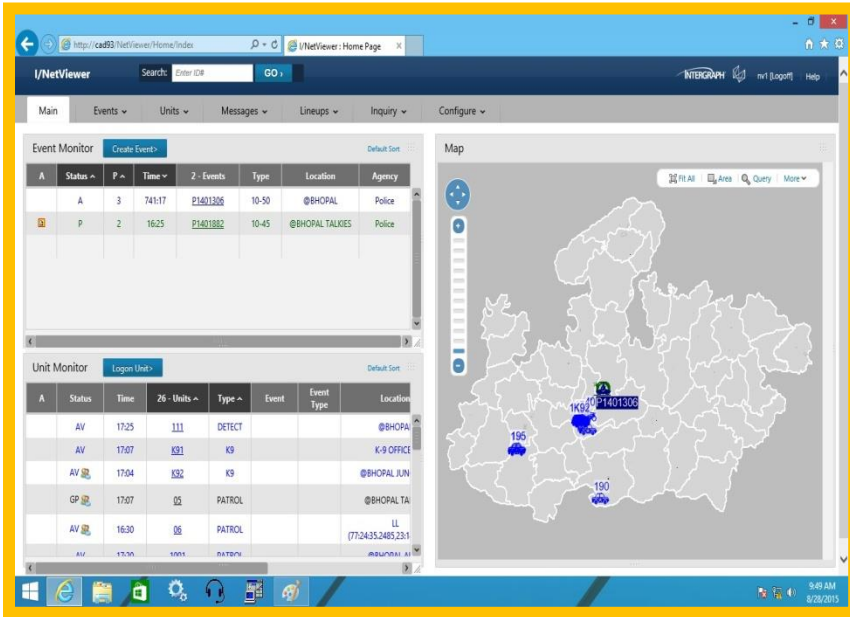 http://cad93/NetViewer/Home/Index
I/NetViewer : Home Page
I/NetViewer
Search:
Enter ID#
GO ›
INTERGRAPH
nv1 [Logoff]
Help
Main
Events
Units
Messages
Lineups
Inquiry
Configure
Event Monitor
Create Event>
Default Sort
A Status P Time 2 - Events Type Location Agency
A 3 741:17 P1401306 10-50 @BHOPAL Police
P 2 16:25 P1401882 10-45 @BHOPAL TALKIES Police
Unit Monitor
Logon Unit>
Default Sort
A Status Time 26 - Units Type Event Event Type Location
AV 17:25 111 DETECT @BHOPA
AV 17:07 K91 K9 K-9 OFFICE
AV 17:04 K92 K9 @BHOPAL JUN
GP 17:07 05 PATROL @BHOPAL TA
AV 16:30 06 PATROL LL (77:24:35.2485,23:1
AV 17:20 1001 PATROL
Map
Fit All
Area
Query
More
P1401306
1K92
195
190
9:49 AM
8/28/2015